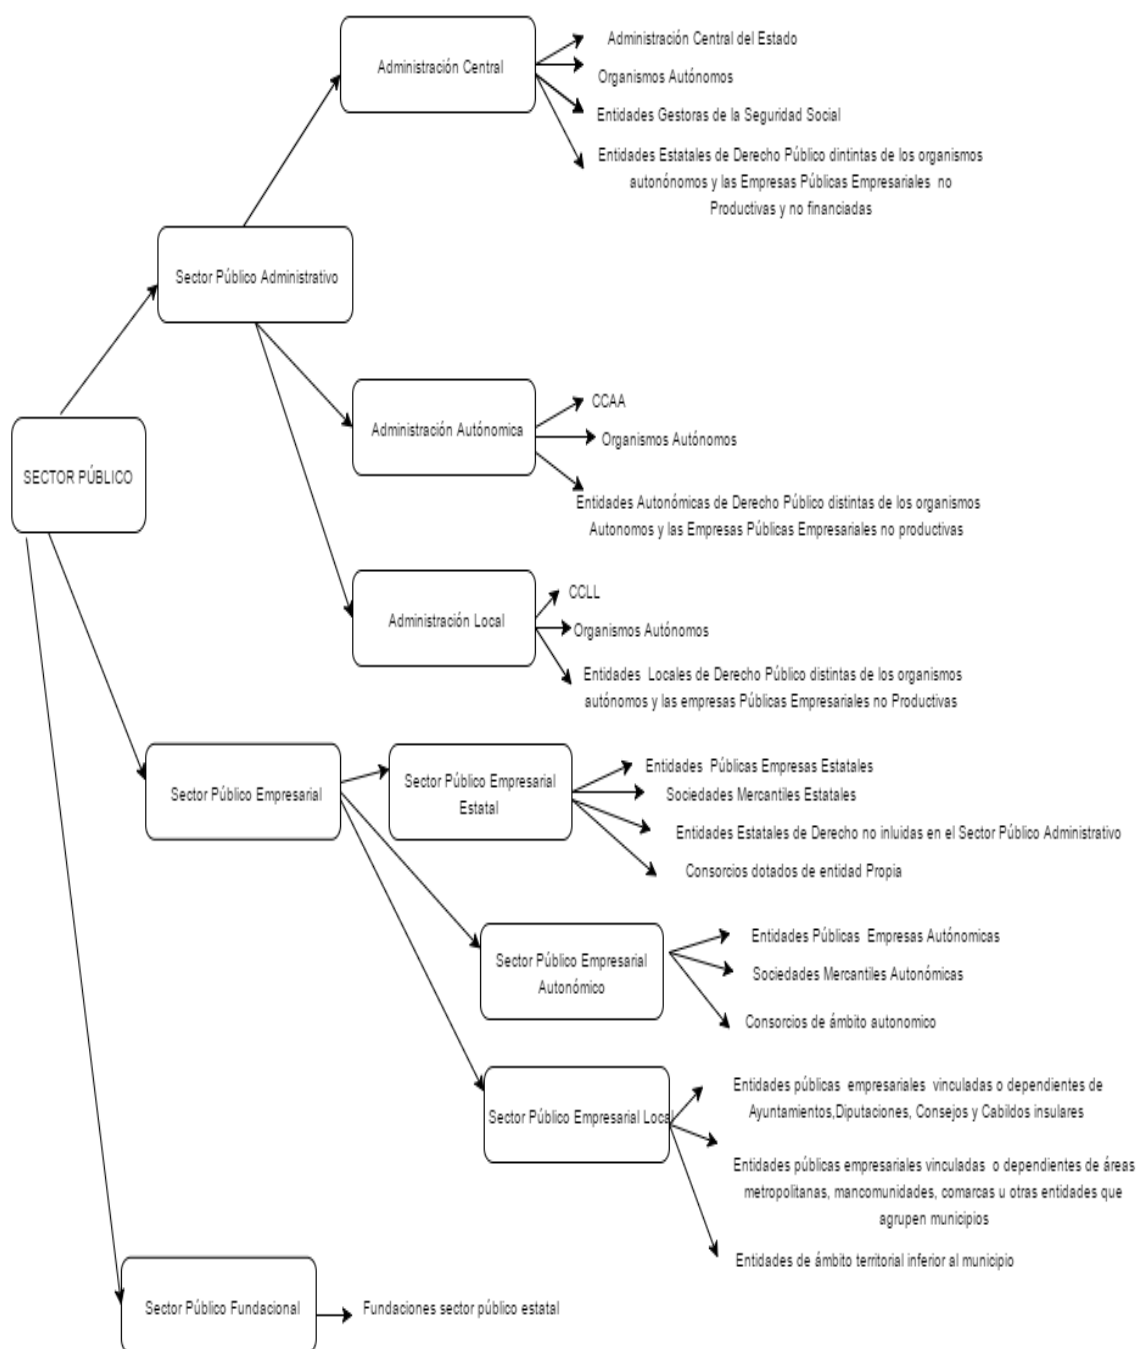 Administración Central
Administración Central del Estado
Organismos Autónomos
Entidades Gestoras de la Seguridad Social
Entidades Estatales de Derecho Público dintintas de los organismos
autonónomos y las Empresas Públicas Empresariales no
Productivas y no financiadas
Sector Público Administrativo
Administración Autónomica
CCAA
Organismos Autónomos
Entidades Autonómicas de Derecho Público distintas de los organismos
Autonomos y las Empresas Públicas Empresariales no productivas
SECTOR PÚBLICO
Administración Local
CCLL
Organismos Autónomos
Entidades Locales de Derecho Público distintas de los organismos
autónomos y las empresas Públicas Empresariales no Productivas
Sector Público Empresarial
Sector Público Empresarial
Estatal
Entidades Públicas Empresas Estatales
Sociedades Mercantiles Estatales
Entidades Estatales de Derecho no inluidas en el Sector Público Administrativo
Consorcios dotados de entidad Propia
Sector Público Empresarial
Autonómico
Entidades Públicas Empresas Autónomicas
Sociedades Mercantiles Autonómicas
Consorcios de ámbito autonomico
Sector Público Empresarial Local
Entidades públicas empresariales vinculadas o dependientes de
Ayuntamientos,Diputaciones, Consejos y Cabildos insulares
Entidades públicas empresariales vinculadas o dependientes de áreas
metropolitanas, mancomunidades, comarcas u otras entidades que
agrupen municipios
Entidades de ámbito territorial inferior al municipio
Sector Público Fundacional
Fundaciones sector público estatal